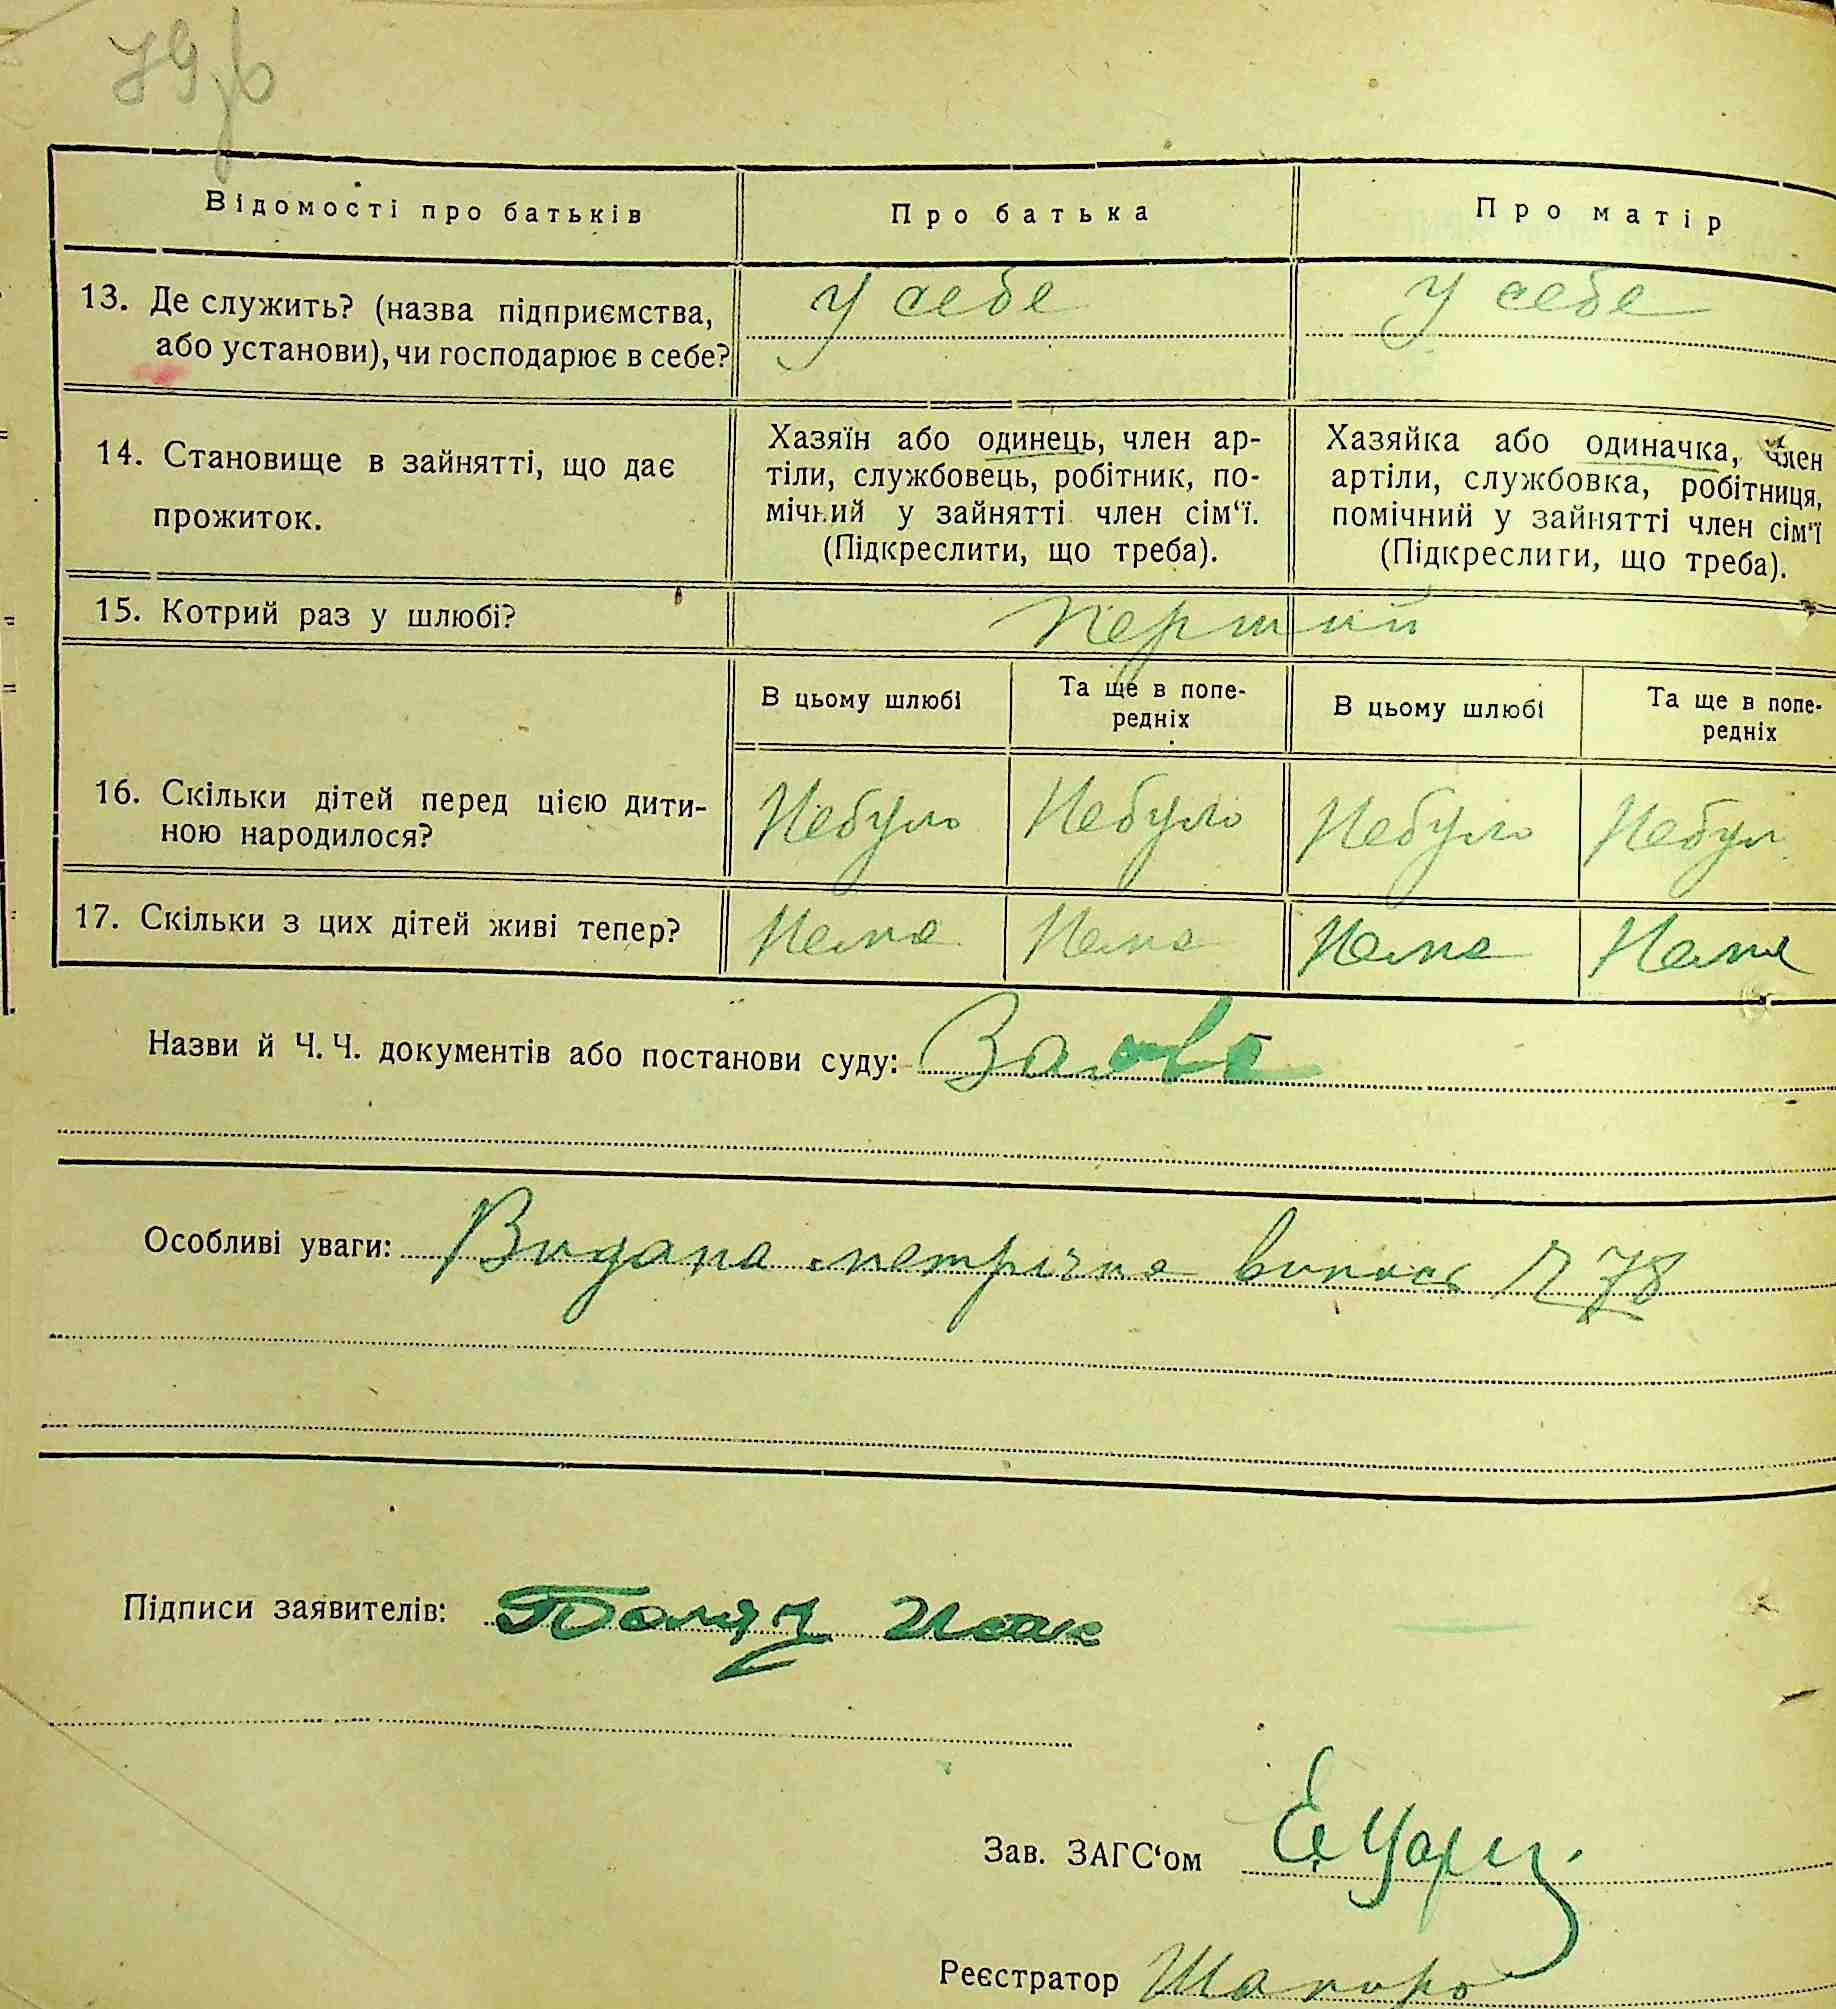 79
Відомості про батьків
Про батька
Про матір
13. Де служить? (назва підприємства,
або установи), чи господарює в себе?
У себе
У себе
14. Становище в зайнятті, що дає
прожиток.
Хазяїн або одинець, член ар-
тіли, службовець, робітник, по-
мічний у зайнятті член сім'ї.
(Підкреслити, що треба).
Хазяйка або одиначка, член
артіли, службовка, робітниця,
помічний у зайнятті член сім'ї
(Підкреслити, що треба).
15. Котрий раз у шлюбі?
Перший
В цьому шлюбі
Та ще в попе-
редніх
В цьому шлюбі
Та ще в попе-
редніх
16. Скільки дітей перед цією дити-
ною народилося?
Небуло
Небуло
Небуло
Небул
17. Скільки з цих дітей живі тепер?
Нема
Нема
Нема
Нема
Назви й Ч. Ч. документів або постанови суду:
Особливі уваги: Видана метрічна випись № 78
Підписи заявителів:
Зав. ЗАГС'ом
Реєстратор Шапиро